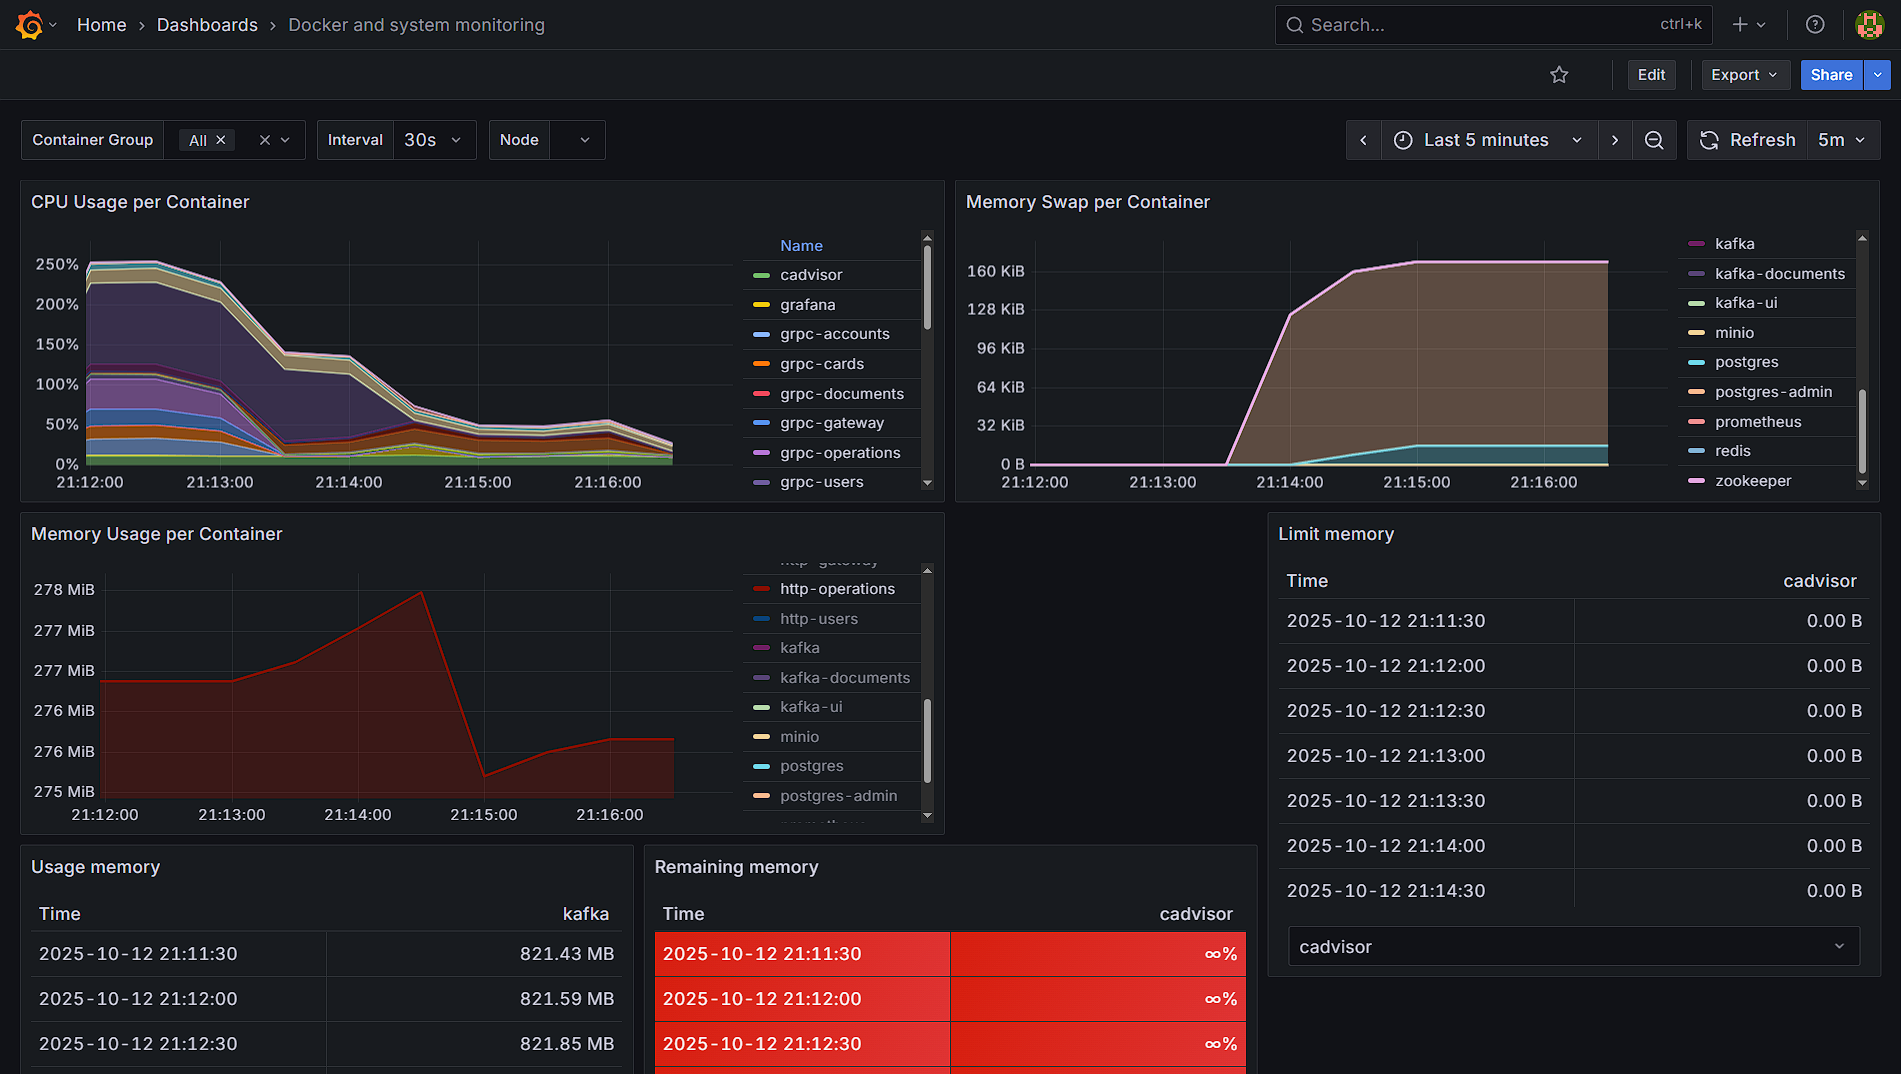 Home › Dashboards › Docker and system monitoring
Search... ctrl+k
Edit Export Share
Container Group All Interval 30s Node Last 5 minutes Refresh 5m
CPU Usage per Container
250%
200%
150%
100%
50%
0%
21:12:00 21:13:00 21:14:00 21:15:00 21:16:00
Name
cadvisor
grafana
grpc-accounts
grpc-cards
grpc-documents
grpc-gateway
grpc-operations
grpc-users
Memory Swap per Container
160 KiB
128 KiB
96 KiB
64 KiB
32 KiB
0 B
21:12:00 21:13:00 21:14:00 21:15:00 21:16:00
kafka
kafka-documents
kafka-ui
minio
postgres
postgres-admin
prometheus
redis
zookeeper
Memory Usage per Container
278 MiB
277 MiB
277 MiB
276 MiB
276 MiB
275 MiB
21:12:00 21:13:00 21:14:00 21:15:00 21:16:00
http-operations
http-users
kafka
kafka-documents
kafka-ui
minio
postgres
postgres-admin
Limit memory
Time cadvisor
2025-10-12 21:11:30 0.00 B
2025-10-12 21:12:00 0.00 B
2025-10-12 21:12:30 0.00 B
2025-10-12 21:13:00 0.00 B
2025-10-12 21:13:30 0.00 B
2025-10-12 21:14:00 0.00 B
2025-10-12 21:14:30 0.00 B
cadvisor
Usage memory
Time kafka
2025-10-12 21:11:30 821.43 MB
2025-10-12 21:12:00 821.59 MB
2025-10-12 21:12:30 821.85 MB
Remaining memory
Time cadvisor
2025-10-12 21:11:30 ∞%
2025-10-12 21:12:00 ∞%
2025-10-12 21:12:30 ∞%